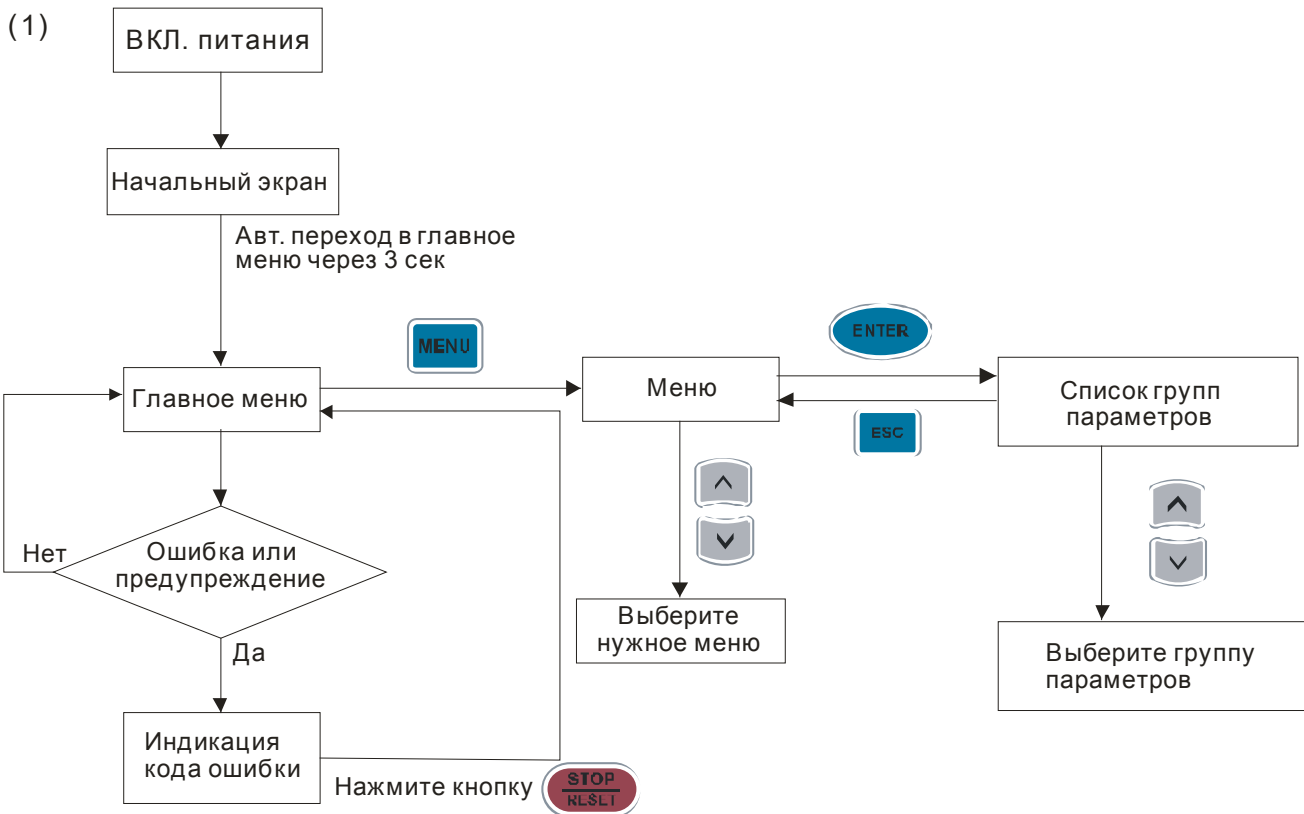 (1)
ВКЛ. питания
Начальный экран
Авт. переход в главное
меню через 3 сек
MENU
ENTER
Главное меню
Меню
Список групп
параметров
ESC
Нет
Ошибка или
предупреждение
Да
Выберите
нужное меню
Выберите группу
параметров
Индикация
кода ошибки
Нажмите кнопку
STOP
RESET